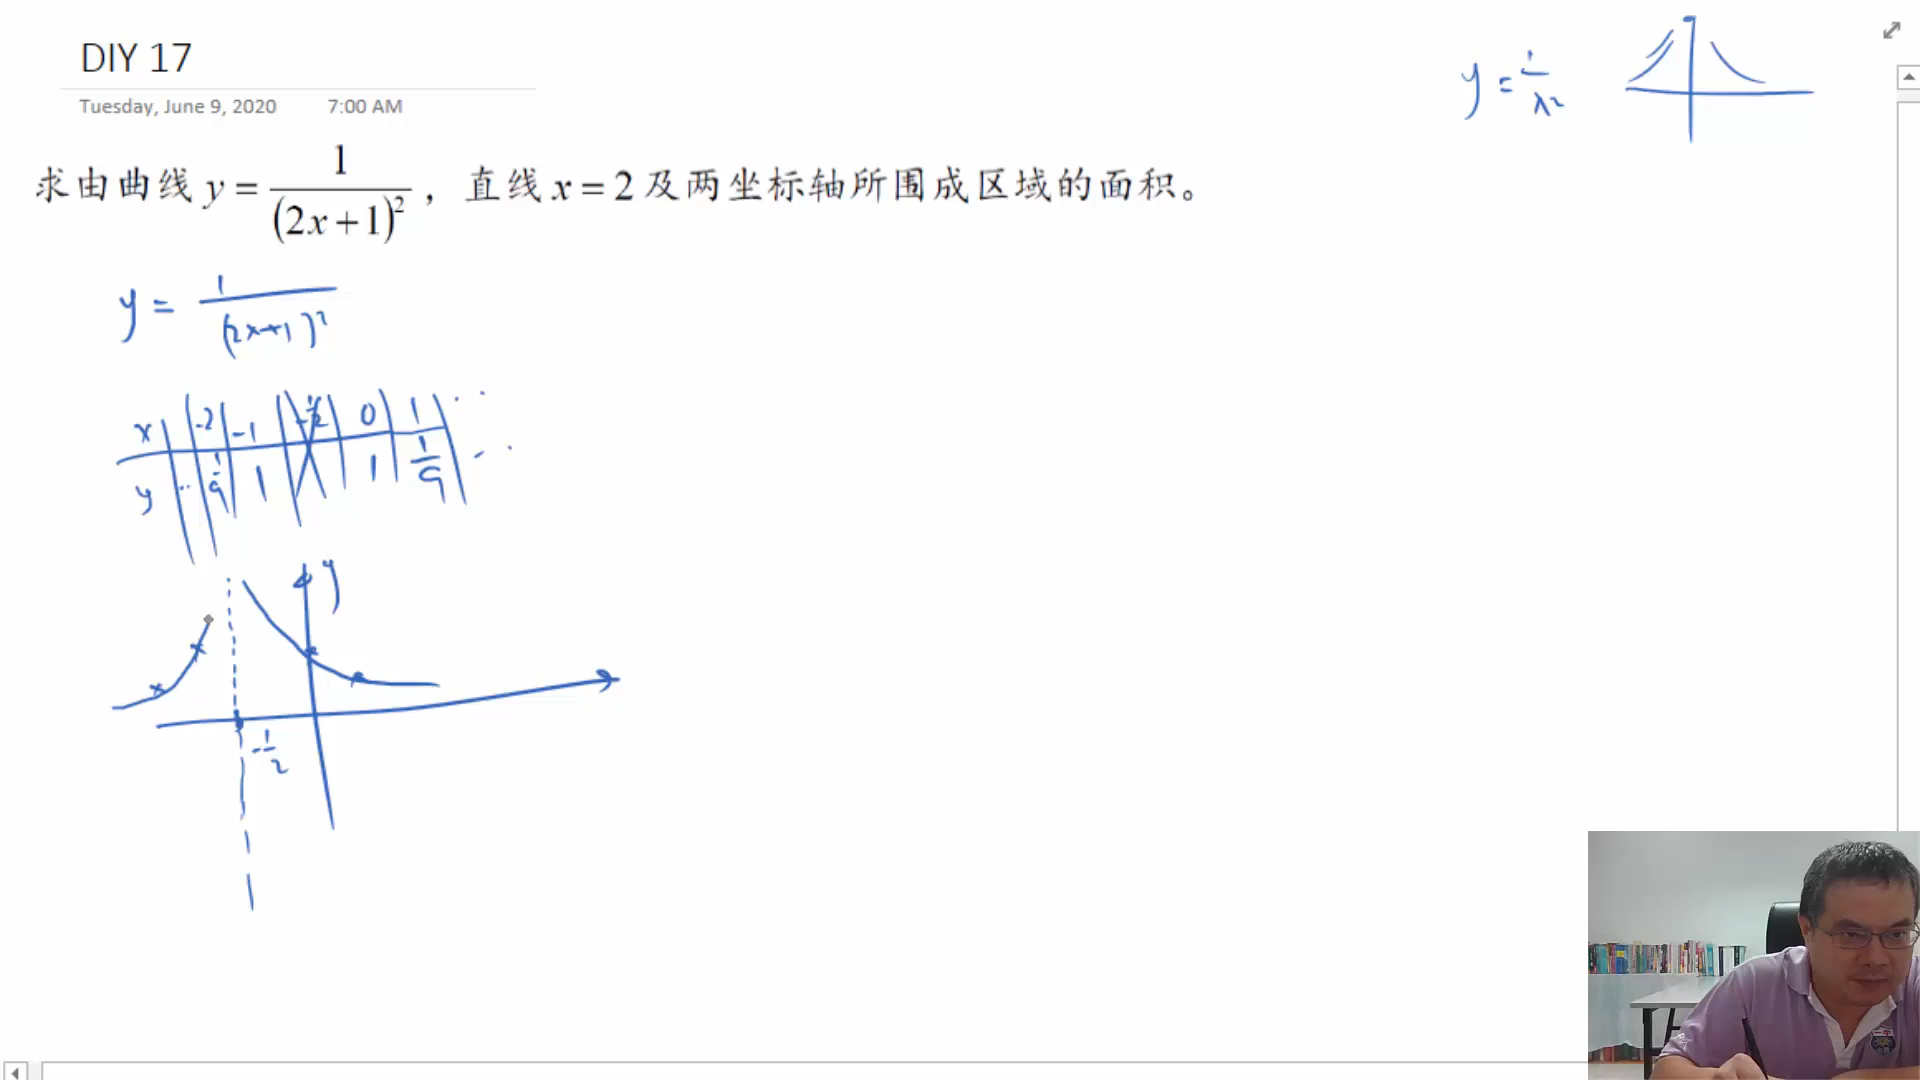 DIY 17
Tuesday, June 9, 2020 7:00 AM
y = 1/x²
求由曲线 y = 1/(2x+1)² ，直线 x = 2 及两坐标轴所围成区域的面积。
y = 1/(2x+1)²
x -2 -1 -1/2 0 1 ..
y .. 1/9 1 1 1/9 ..
y
-1/2